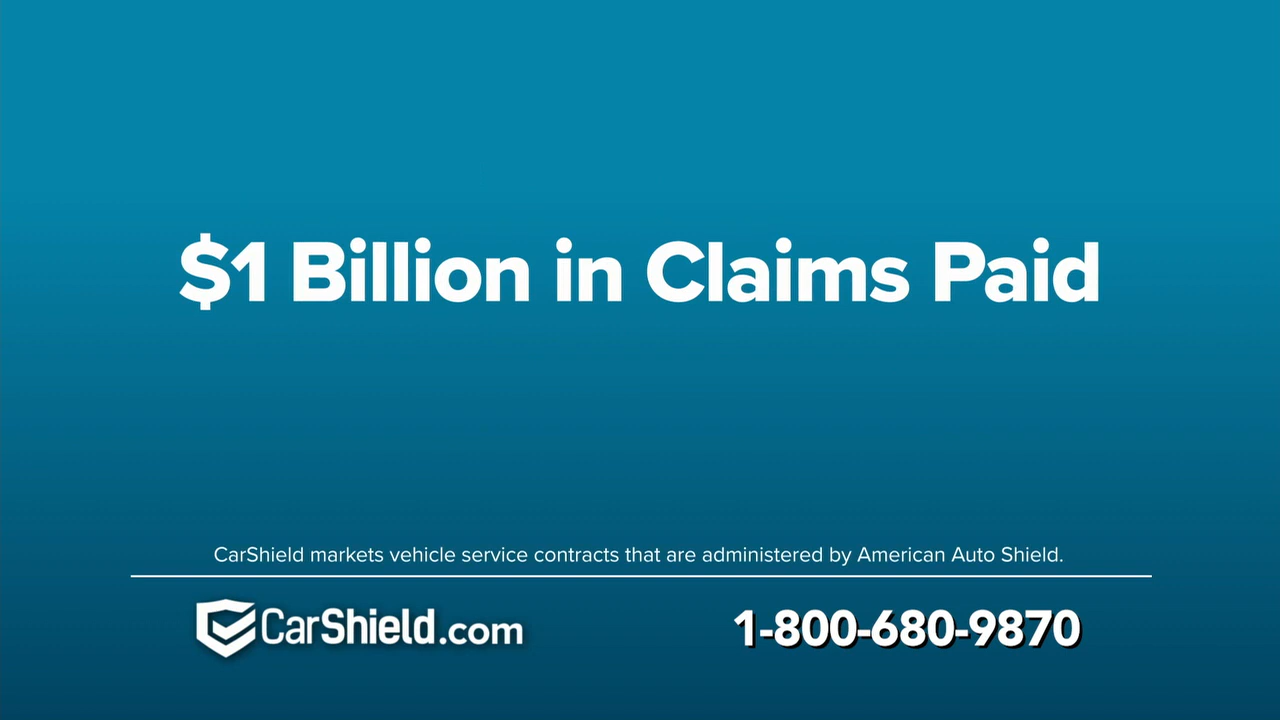 $1 Billion in Claims Paid
CarShield markets vehicle service contracts that are administered by American Auto Shield.
CarShield.com
1-800-680-9870